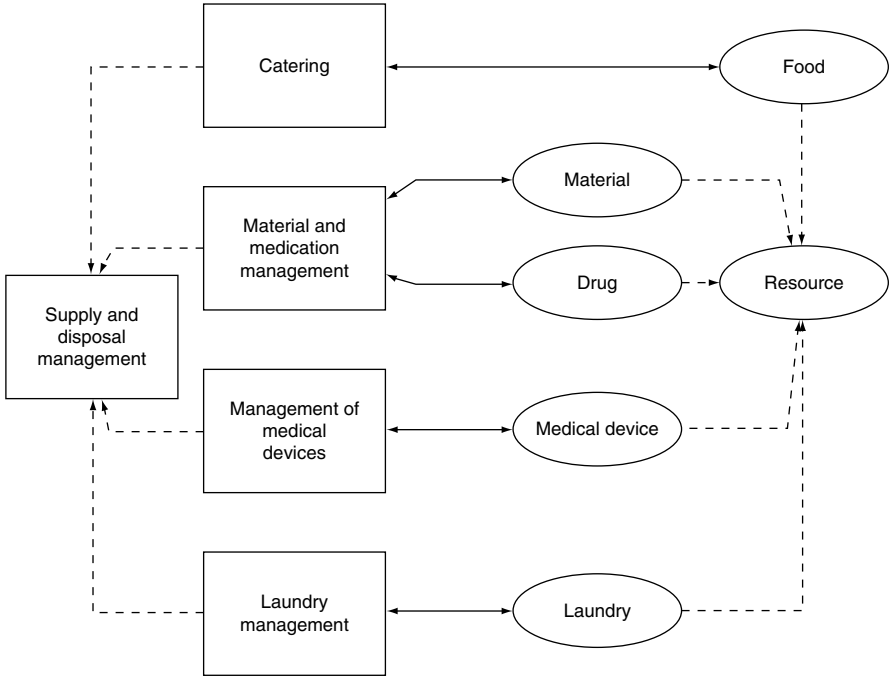 Catering
Food
Material and
medication
management
Material
Drug
Resource
Supply and
disposal
management
Management of
medical
devices
Medical device
Laundry
management
Laundry